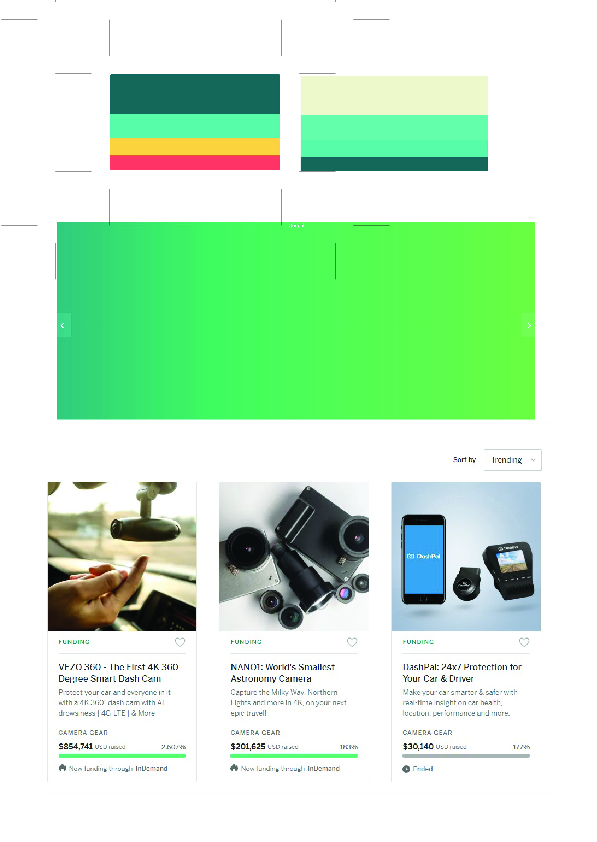 Sort by
Trending
DashPal
FUNDING
VEZO 360 - The First 4K 360
Degree Smart Dash Cam
Protect your car and everyone in it
with a 4K 360° dash cam with AI
drowsiness | 4G LTE | & More
CAMERA GEAR
$854,741 USD raised
Now funding through InDemand
FUNDING
NANO1: World's Smallest
Astronomy Camera
Capture the Milky Way, Northern
Lights and more in 4K, on your next
epic travel!
CAMERA GEAR
$201,625 USD raised
Now funding through InDemand
FUNDING
DashPal: 24x7 Protection for
Your Car & Driver
Make your car smarter & safer with
real-time insight on car health,
location, performance and more.
CAMERA GEAR
$30,140 USD raised
177%
Ended